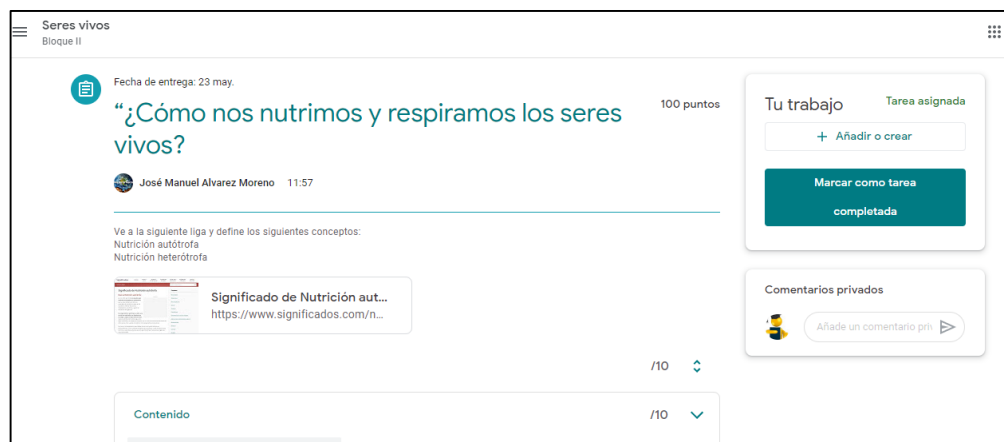 Seres vivos
Bloque II
Fecha de entrega: 23 may.
“¿Cómo nos nutrimos y respiramos los seres
vivos?
100 puntos
José Manuel Alvarez Moreno 11:57
Ve a la siguiente liga y define los siguientes conceptos:
Nutrición autótrofa
Nutrición heterótrofa
Significado de Nutrición aut...
https://www.significados.com/n...
/10
Contenido /10
Tu trabajo Tarea asignada
+ Añadir o crear
Marcar como tarea
completada
Comentarios privados
Añade un comentario pri